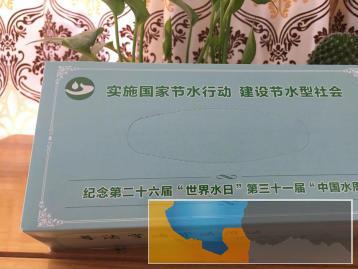 实施国家节水行动 建设节水型社会
纪念第二十六届“世界水日”第三十一届“中国水周